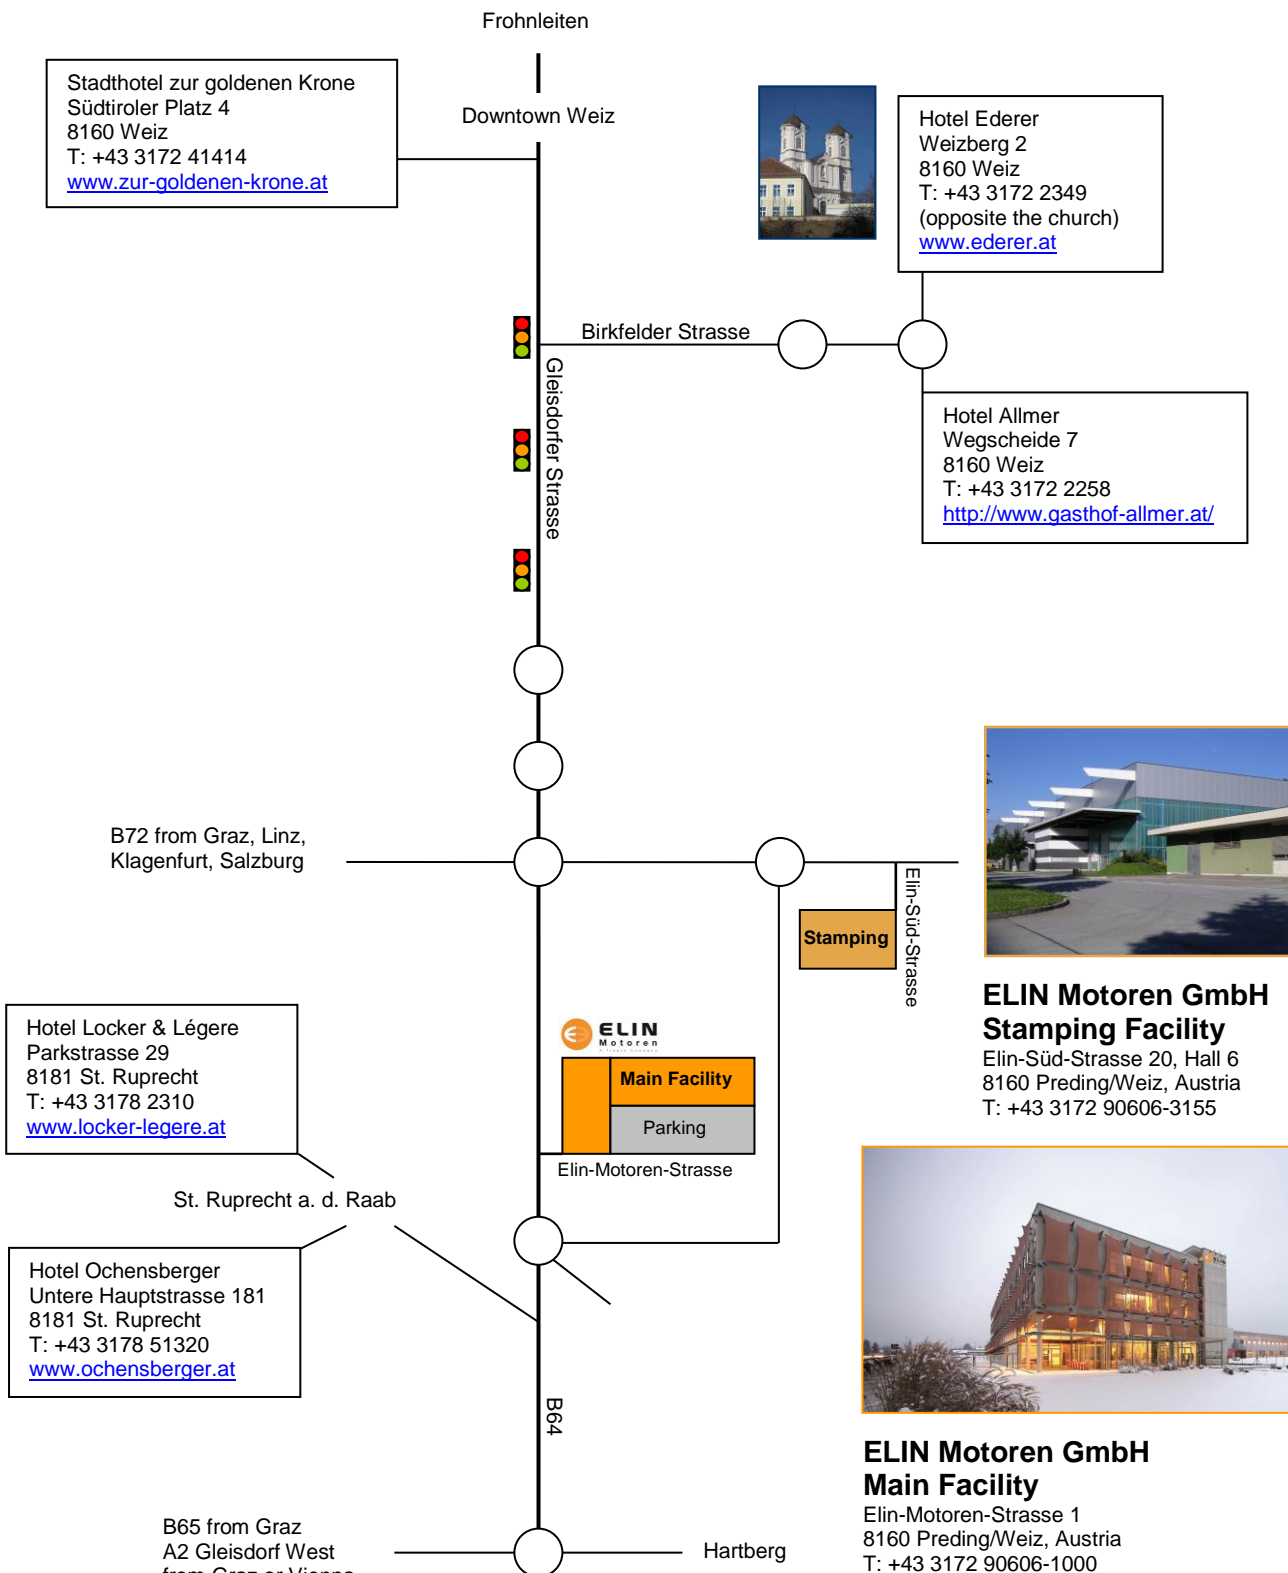 Frohnleiten
Stadthotel zur goldenen Krone
Südtiroler Platz 4
8160 Weiz
T: +43 3172 41414
www.zur-goldenen-krone.at
Downtown Weiz
Hotel Ederer
Weizberg 2
8160 Weiz
T: +43 3172 2349
(opposite the church)
www.ederer.at
Birkfelder Strasse
Gleisdorfer Strasse
Hotel Allmer
Wegscheide 7
8160 Weiz
T: +43 3172 2258
http://www.gasthof-allmer.at/
B72 from Graz, Linz,
Klagenfurt, Salzburg
Elin-Süd-Strasse
Stamping
ELIN Motoren GmbH
Stamping Facility
Elin-Süd-Strasse 20, Hall 6
8160 Preding/Weiz, Austria
T: +43 3172 90606-3155
Hotel Locker & Légere
Parkstrasse 29
8181 St. Ruprecht
T: +43 3178 2310
www.locker-legere.at
ELIN
Motoren
Main Facility
Parking
Elin-Motoren-Strasse
St. Ruprecht a. d. Raab
Hotel Ochensberger
Untere Hauptstrasse 181
8181 St. Ruprecht
T: +43 3178 51320
www.ochensberger.at
B64
ELIN Motoren GmbH
Main Facility
Elin-Motoren-Strasse 1
8160 Preding/Weiz, Austria
T: +43 3172 90606-1000
B65 from Graz
A2 Gleisdorf West
from Graz or Vienna
Hartberg